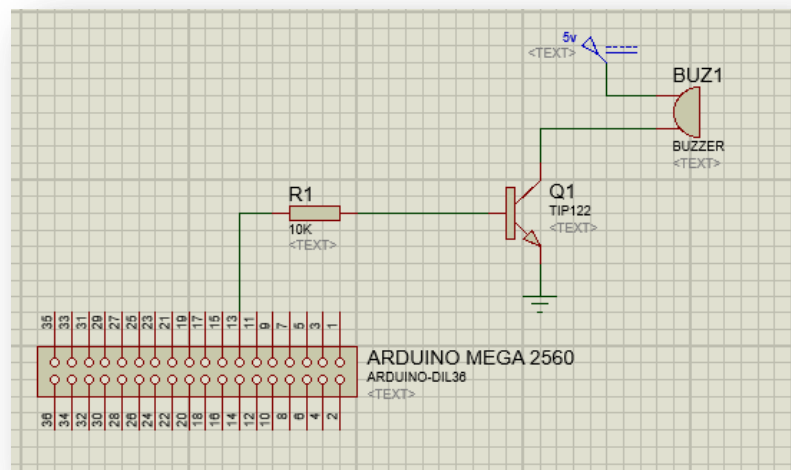 5v
<TEXT>
BUZ1
BUZZER
<TEXT>
R1
10K
<TEXT>
Q1
TIP122
<TEXT>
35 33 31 29 27 25 23 21 19 17 15 13 11 9 7 5 3 1
ARDUINO MEGA 2560
ARDUINO-DIL36
<TEXT>
36 34 32 30 28 26 24 22 20 18 16 14 12 10 8 6 4 2